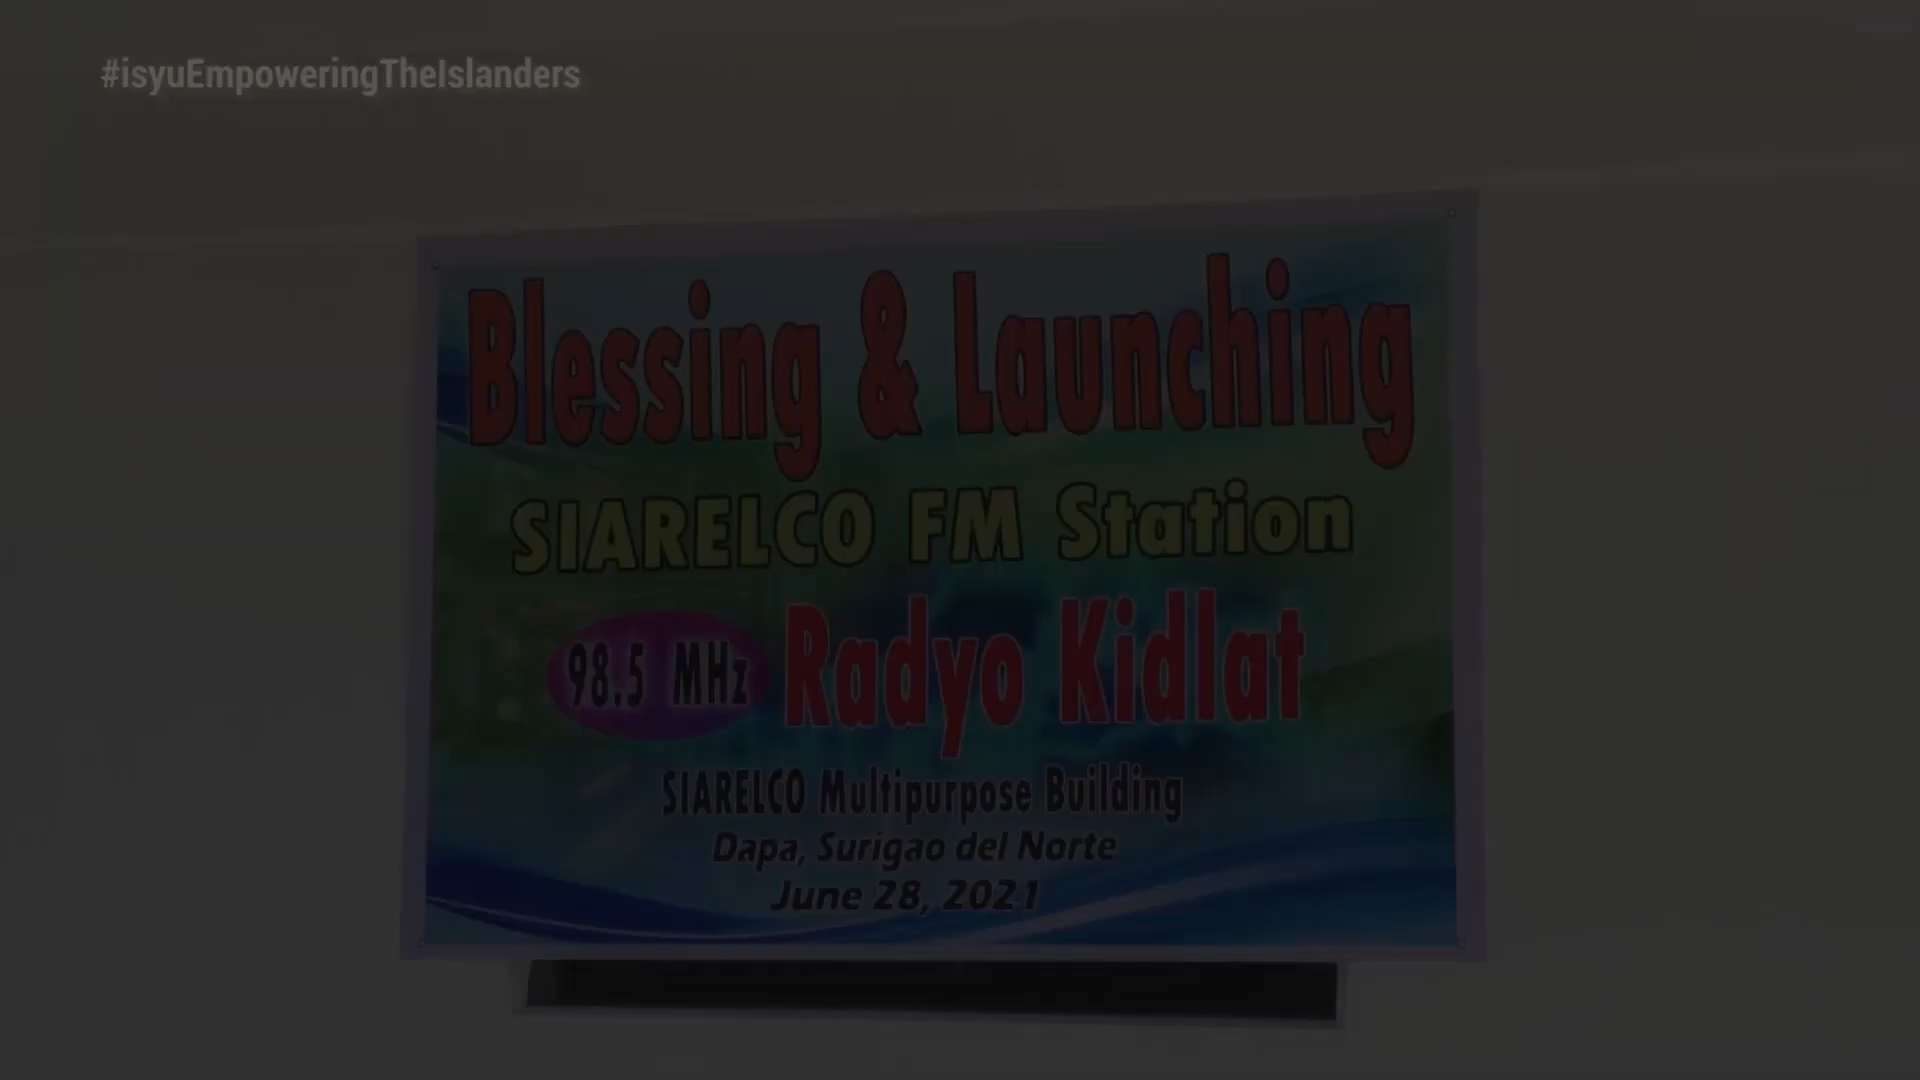 #isyuEmpoweringTheIslanders
Blessing & Launching
SIARELCO FM Station
98.5 MHz Radyo Kidlat
SIARELCO Multipurpose Building
Dapa, Surigao del Norte
June 28, 2021